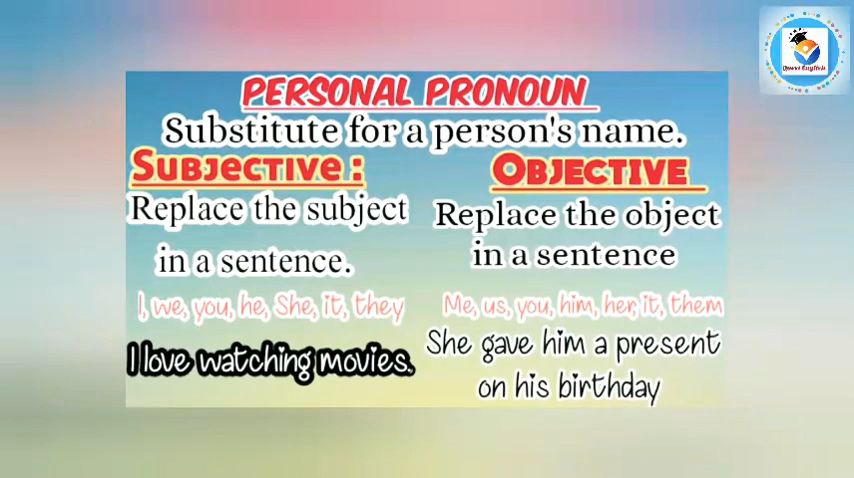 PERSONAL PRONOUN
Substitute for a person's name.
SUBJECTIVE :
Replace the subject
in a sentence.
I, we, you, he, She, it, they
I love watching movies.
OBJECTIVE
Replace the object
in a sentence
Me, us, you, him, her, it, them
She gave him a present
on his birthday